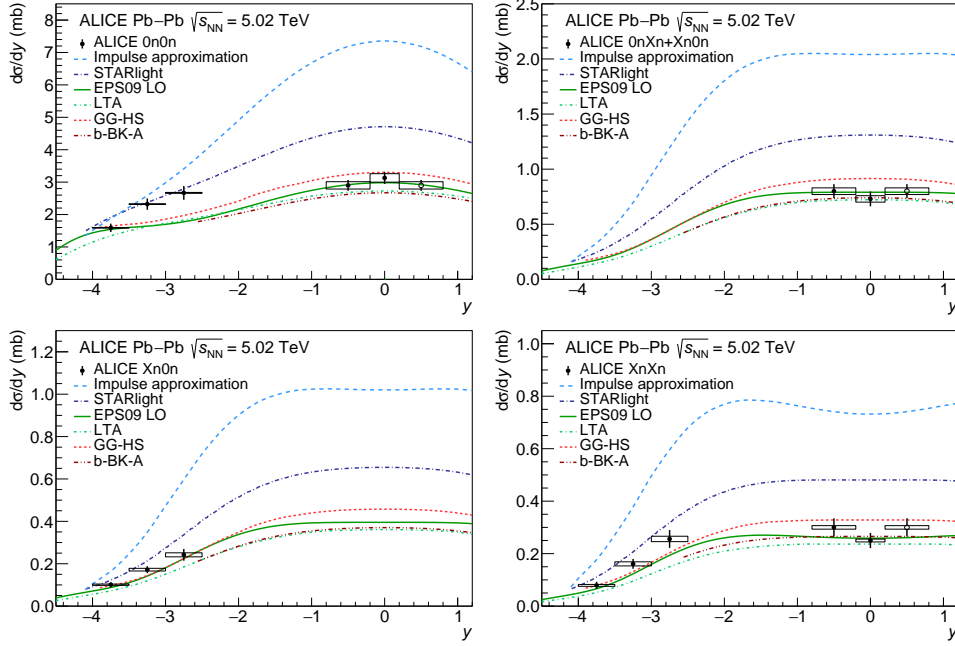 ALICE Pb−Pb √sNN = 5.02 TeV
ALICE 0n0n
Impulse approximation
STARlight
EPS09 LO
LTA
GG-HS
b-BK-A
dσ/dy (mb)
8
7
6
5
4
3
2
1
0
−4 −3 −2 −1 0 1
y
ALICE Pb−Pb √sNN = 5.02 TeV
ALICE 0nXn+Xn0n
Impulse approximation
STARlight
EPS09 LO
LTA
GG-HS
b-BK-A
dσ/dy (mb)
2.5
2.0
1.5
1.0
0.5
0.0
−4 −3 −2 −1 0 1
y
ALICE Pb−Pb √sNN = 5.02 TeV
ALICE Xn0n
Impulse approximation
STARlight
EPS09 LO
LTA
GG-HS
b-BK-A
dσ/dy (mb)
1.2
1.0
0.8
0.6
0.4
0.2
0.0
−4 −3 −2 −1 0 1
y
ALICE Pb−Pb √sNN = 5.02 TeV
ALICE XnXn
Impulse approximation
STARlight
EPS09 LO
LTA
GG-HS
b-BK-A
dσ/dy (mb)
1.0
0.8
0.6
0.4
0.2
0.0
−4 −3 −2 −1 0 1
y